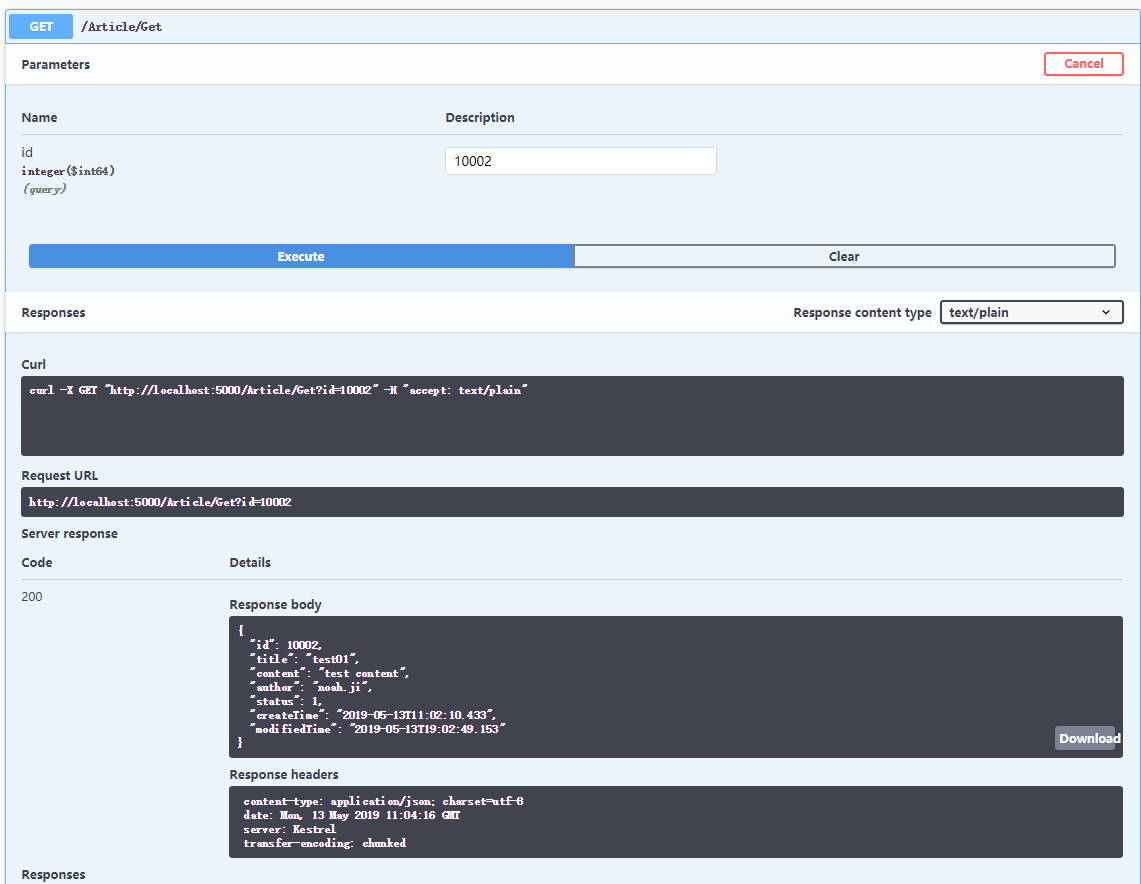 GET /Article/Get
Parameters
Cancel
Name Description
id
integer($int64)
(query)
10002
Execute
Clear
Responses
Response content type
text/plain
Curl
curl -X GET "http://localhost:5000/Article/Get?id=10002" -H "accept: text/plain"
Request URL
http://localhost:5000/Article/Get?id=10002
Server response
Code Details
200
Response body
{
"id": 10002,
"title": "test01",
"content": "test content",
"author": "noah.ji",
"status": 1,
"createTime": "2019-05-13T11:02:10.433",
"modifiedTime": "2019-05-13T19:02:49.153"
}
Download
Response headers
content-type: application/json; charset=utf-8
date: Mon, 13 May 2019 11:04:16 GMT
server: Kestrel
transfer-encoding: chunked
Responses